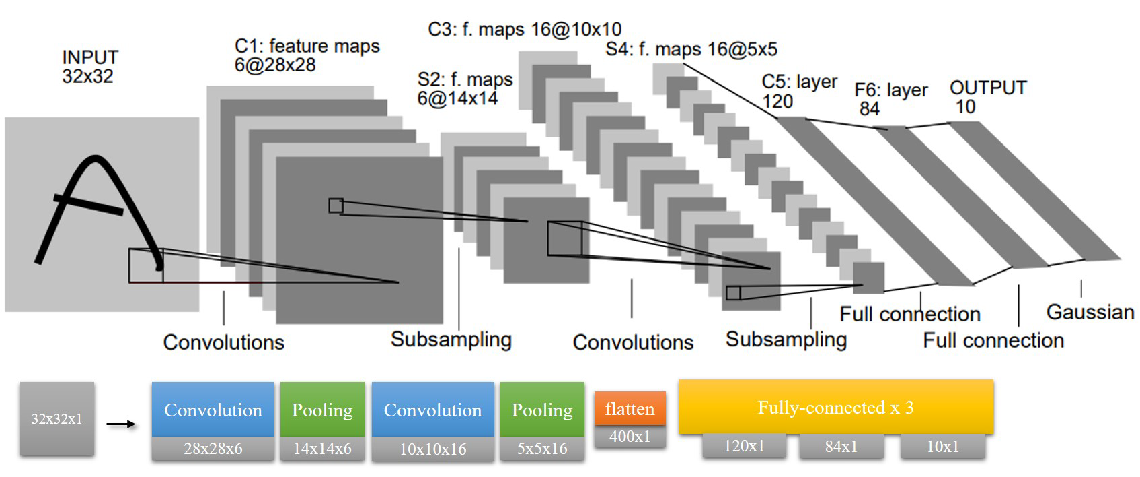 INPUT
32x32
C1: feature maps
6@28x28
S2: f. maps
6@14x14
C3: f. maps 16@10x10
S4: f. maps 16@5x5
C5: layer
120
F6: layer
84
OUTPUT
10
Convolutions
Subsampling
Convolutions
Subsampling
Full connection
Full connection
Gaussian
32x32x1
Convolution
28x28x6
Pooling
14x14x6
Convolution
10x10x16
Pooling
5x5x16
flatten
400x1
Fully-connected x 3
120x1
84x1
10x1